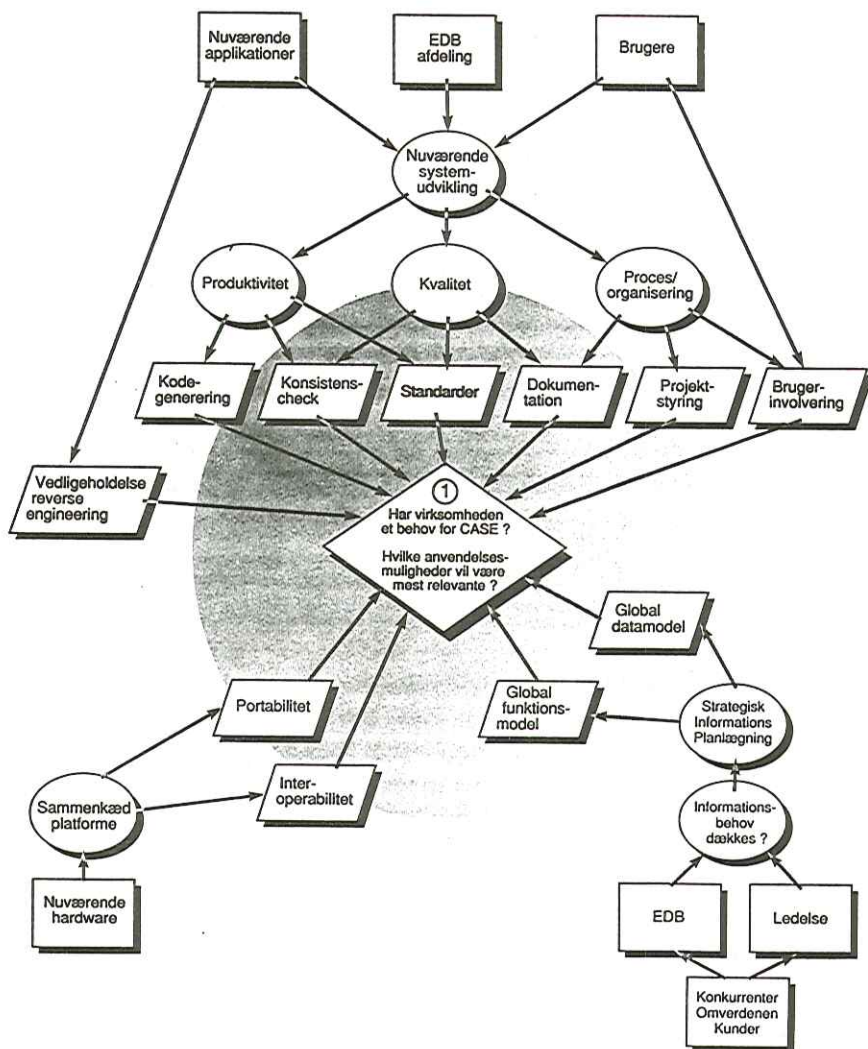 Nuværende
applikationer
EDB
afdeling
Brugere
Nuværende
system-
udvikling
Produktivitet
Kvalitet
Proces/
organisering
Kode-
generering
Konsistens-
check
Standarder
Dokumen-
tation
Projekt-
styring
Bruger-
involvering
Vedligeholdelse
reverse
engineering
1
Har virksomheden
et behov for CASE ?
Hvilke anvendelses-
muligheder vil være
mest relevante ?
Global
datamodel
Portabilitet
Global
funktions-
model
Strategisk
Informations
Planlægning
Inter-
operabilitet
Sammenkæd
platforme
Informations-
behov
dækkes ?
Nuværende
hardware
EDB
Ledelse
Konkurrenter
Omverdenen
Kunder